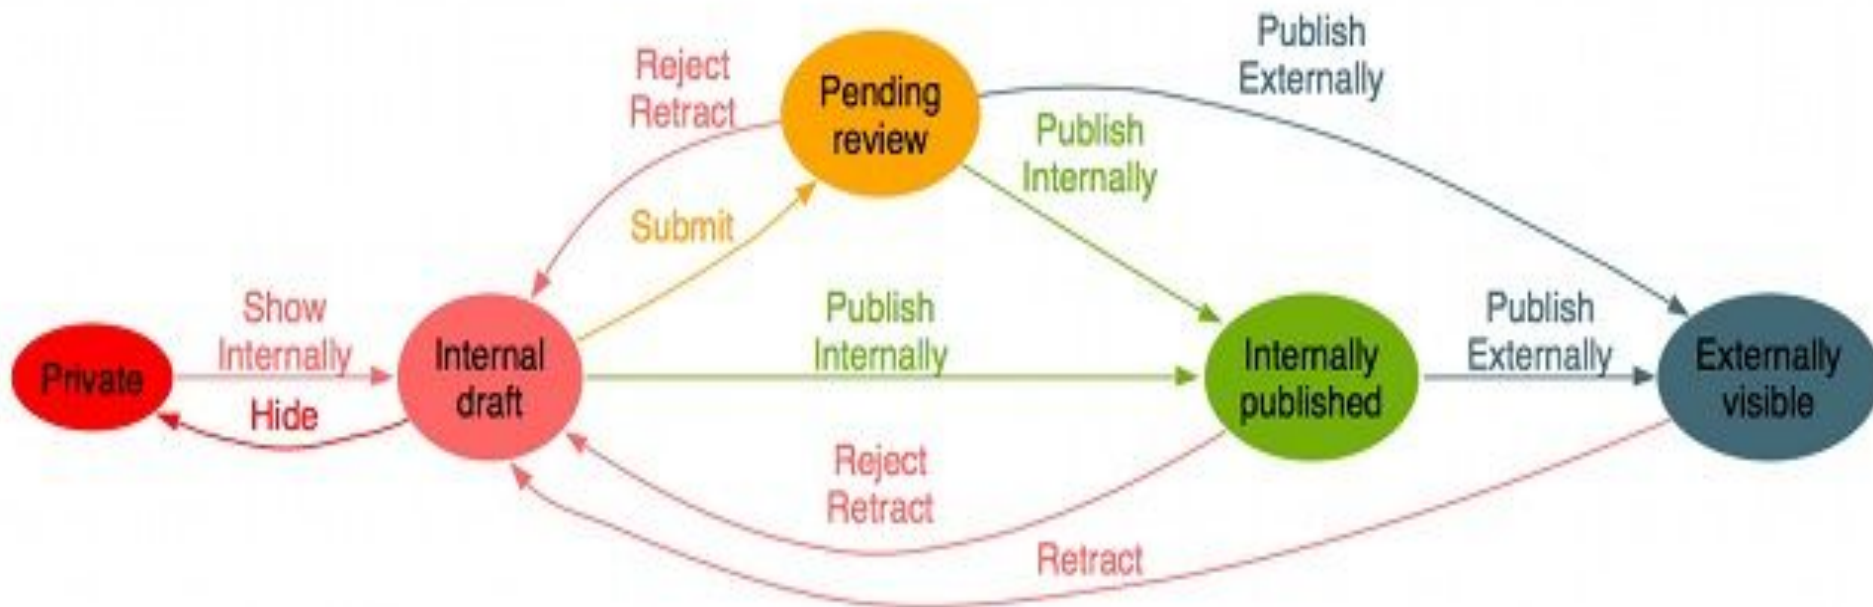 Publish
Externally
Reject
Retract
Pending
review
Publish
Internally
Submit
Show
Internally
Publish
Internally
Publish
Externally
Private
Internal
draft
Internally
published
Externally
visible
Hide
Reject
Retract
Retract